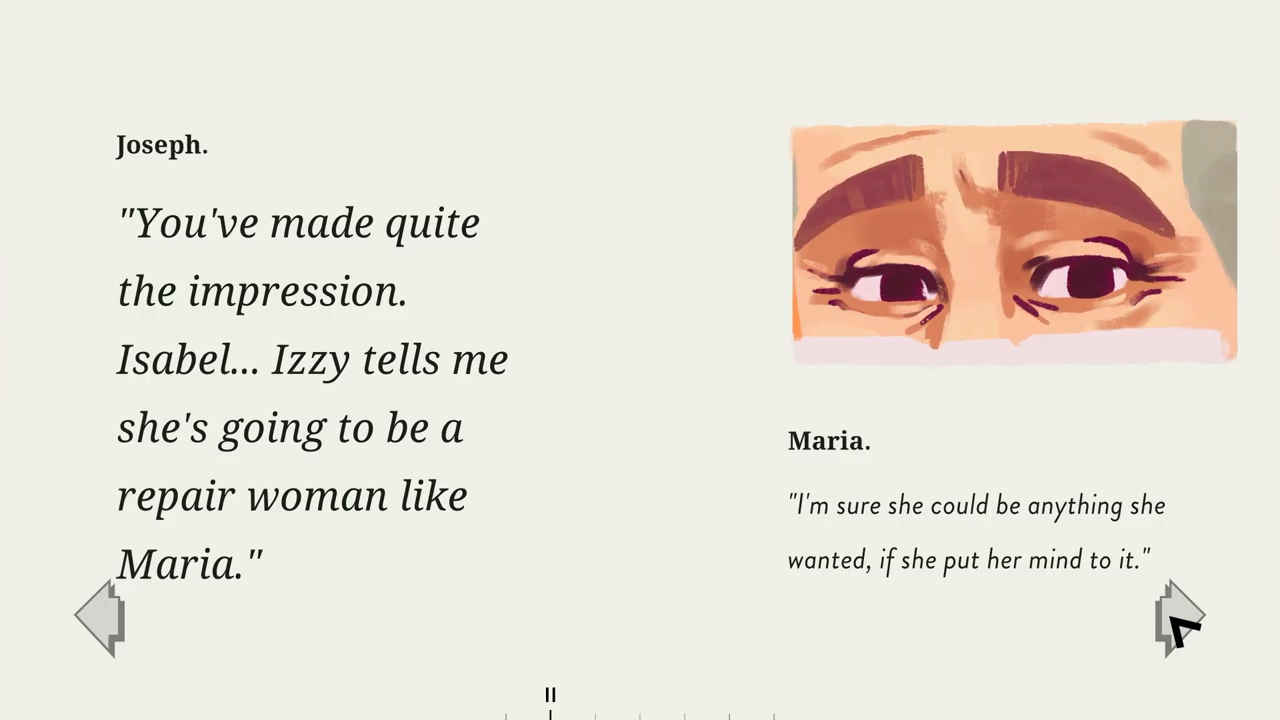 Joseph.
"You've made quite
the impression.
Isabel... Izzy tells me
she's going to be a
repair woman like
Maria."
Maria.
"I'm sure she could be anything she
wanted, if she put her mind to it."
II